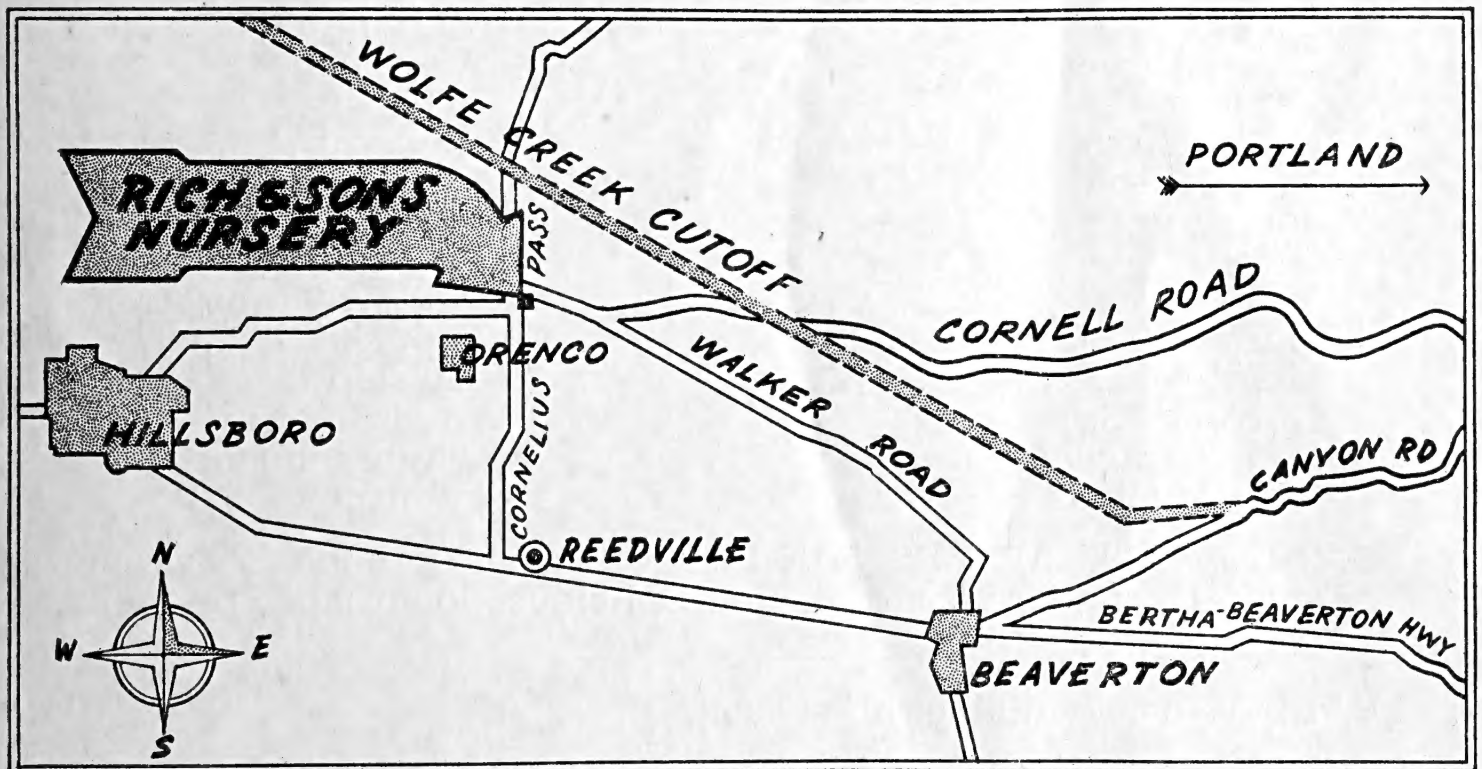 WOLFE CREEK CUTOFF
PORTLAND
RICH & SONS
NURSERY
PASS
CORNELL ROAD
ORENCO
WALKER ROAD
HILLSBORO
CORNELIUS
CANYON RD
REEDVILLE
N
W E
S
BERTHA-BEAVERTON HWY
BEAVERTON